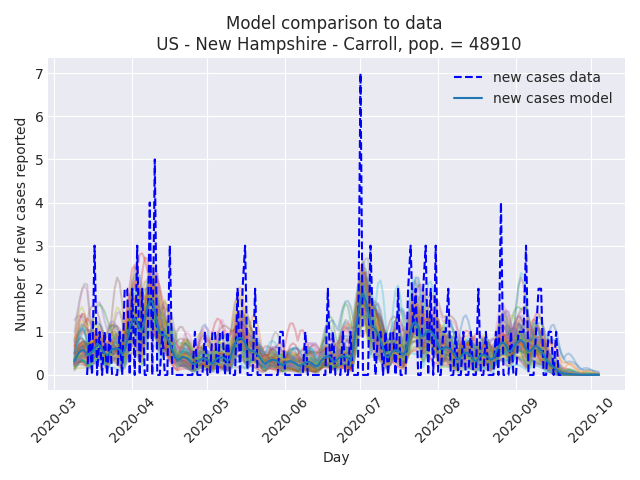 Model comparison to data
US - New Hampshire - Carroll, pop. = 48910
new cases data
new cases model
Number of new cases reported
7
6
5
4
3
2
1
0
2020-03
2020-04
2020-05
2020-06
2020-07
2020-08
2020-09
2020-10
Day